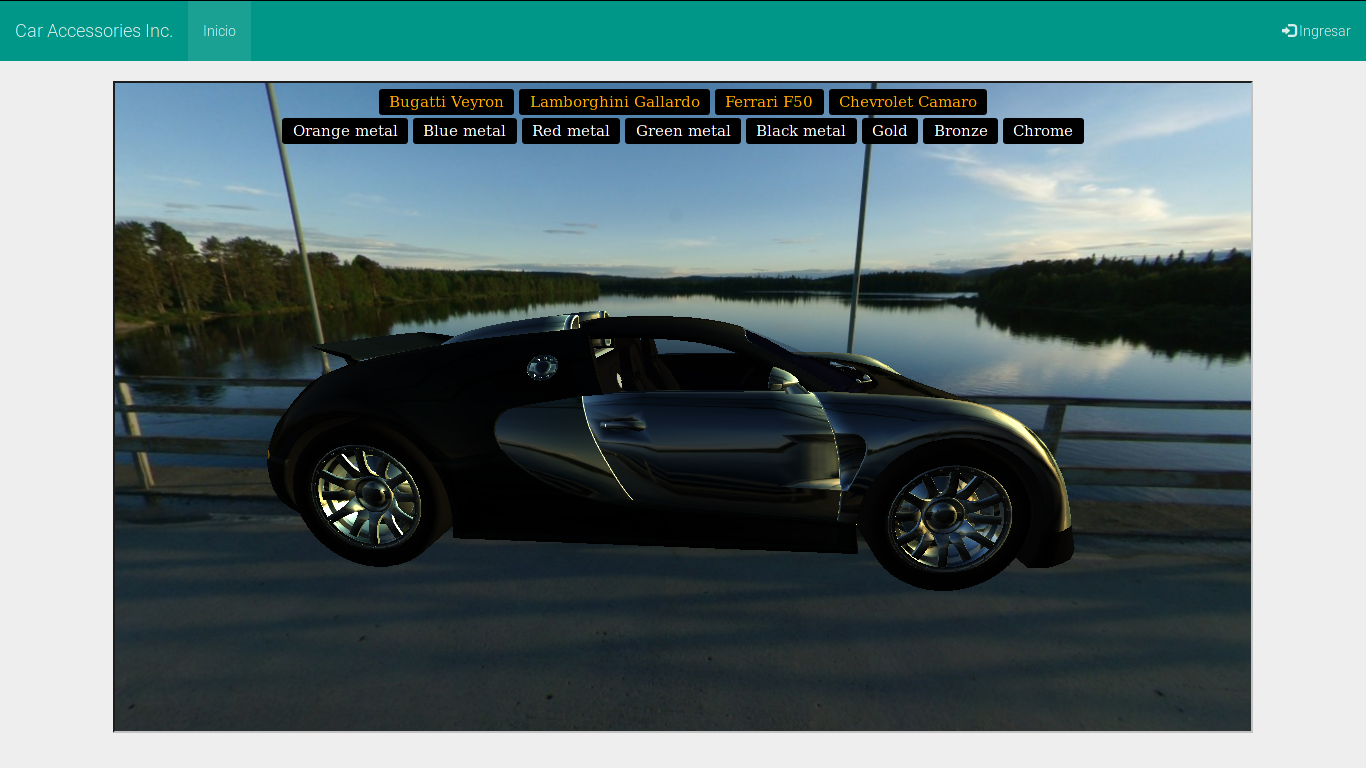 Car Accessories Inc. Inicio Ingresar
Bugatti Veyron Lamborghini Gallardo Ferrari F50 Chevrolet Camaro
Orange metal Blue metal Red metal Green metal Black metal Gold Bronze Chrome